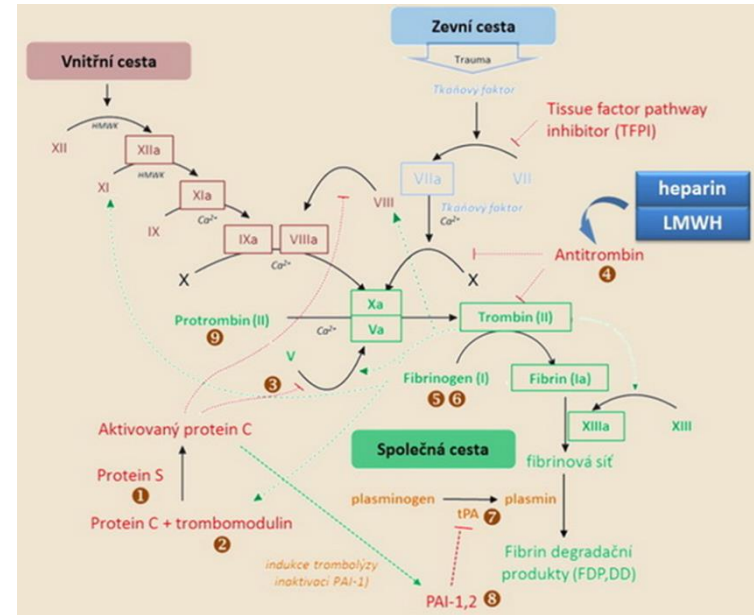 Zevní cesta
Trauma
Tkaňový faktor
Vnitřní cesta
HMWK
XII
XIIa
HMWK
XI
XIa
IX
Ca²⁺
IXa
VIIIa
Ca²⁺
X
VIII
VIIa
VII
Tkaňový faktor
Ca²⁺
X
Tissue factor pathway
inhibitor (TFPI)
heparin
LMWH
Antitrombin
4
Xa
Va
Protrombin (II)
Ca²⁺
9
Trombin (II)
V
3
Fibrinogen (I)
5 6
Fibrin (Ia)
XIIIa
XIII
Aktivovaný protein C
Společná cesta
fibrinová síť
Protein S
1
plasminogen
plasmin
tPA
7
Protein C + trombomodulin
2
Fibrin degradační
produkty (FDP,DD)
indukce trombolýzy
inaktivací PAI-1)
PAI-1,2
8